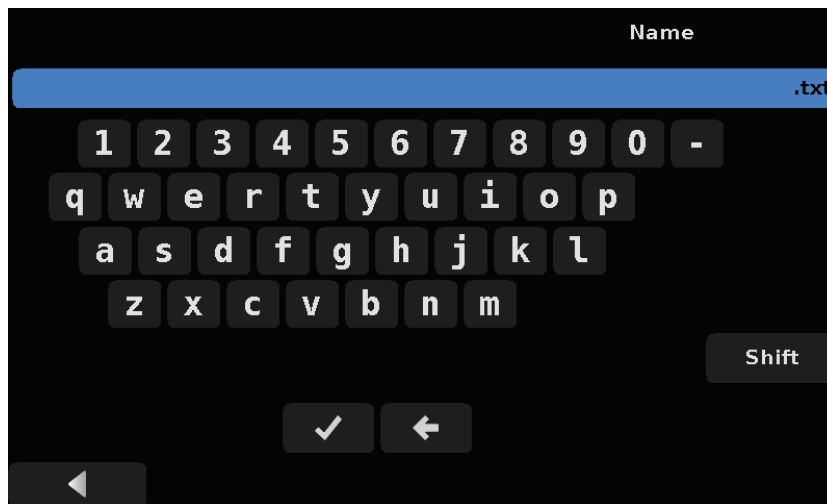 Name
.txt
1 2 3 4 5 6 7 8 9 0 -
q w e r t y u i o p
a s d f g h j k l
z x c v b n m
Shift